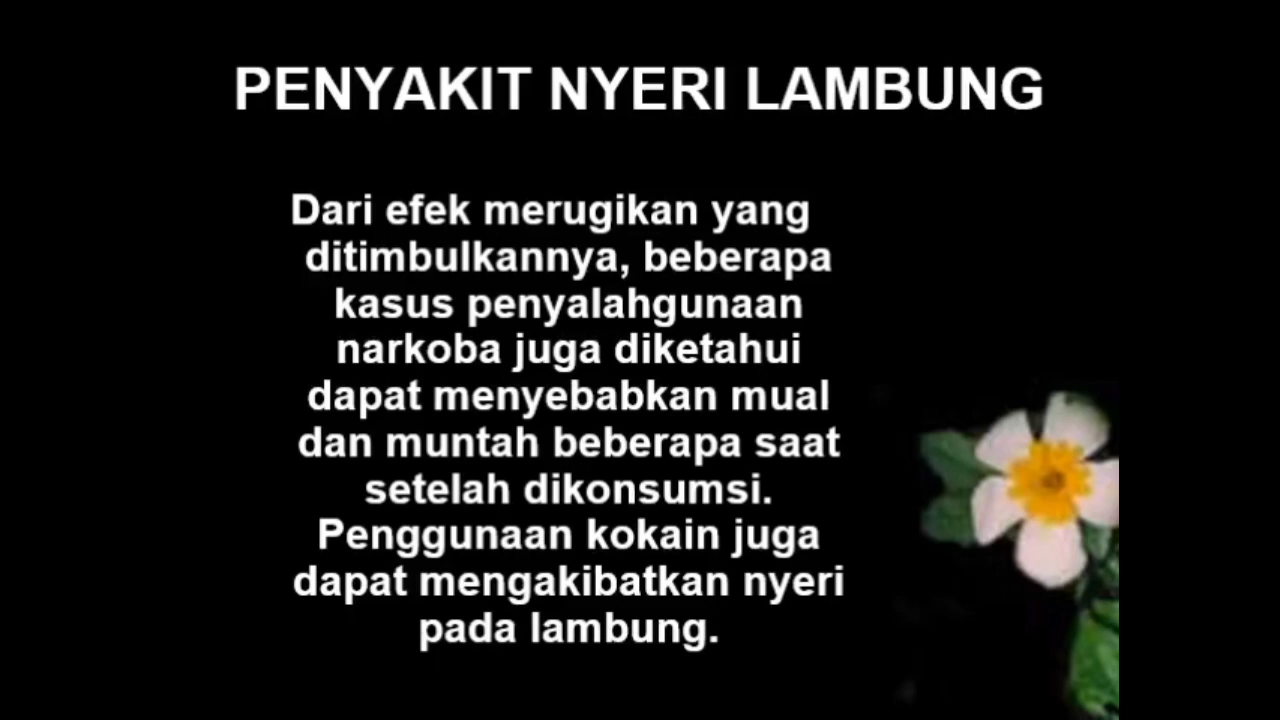 PENYAKIT NYERI LAMBUNG
Dari efek merugikan yang
ditimbulkannya, beberapa
kasus penyalahgunaan
narkoba juga diketahui
dapat menyebabkan mual
dan muntah beberapa saat
setelah dikonsumsi.
Penggunaan kokain juga
dapat mengakibatkan nyeri
pada lambung.